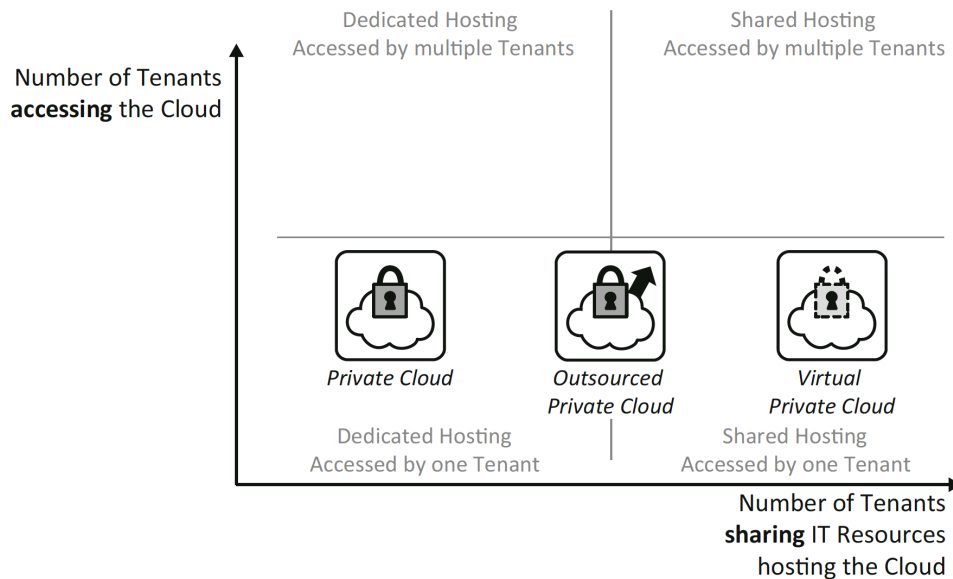 Dedicated Hosting
Accessed by multiple Tenants
Shared Hosting
Accessed by multiple Tenants
Number of Tenants
accessing the Cloud
Private Cloud
Outsourced
Private Cloud
Virtual
Private Cloud
Dedicated Hosting
Accessed by one Tenant
Shared Hosting
Accessed by one Tenant
Number of Tenants
sharing IT Resources
hosting the Cloud